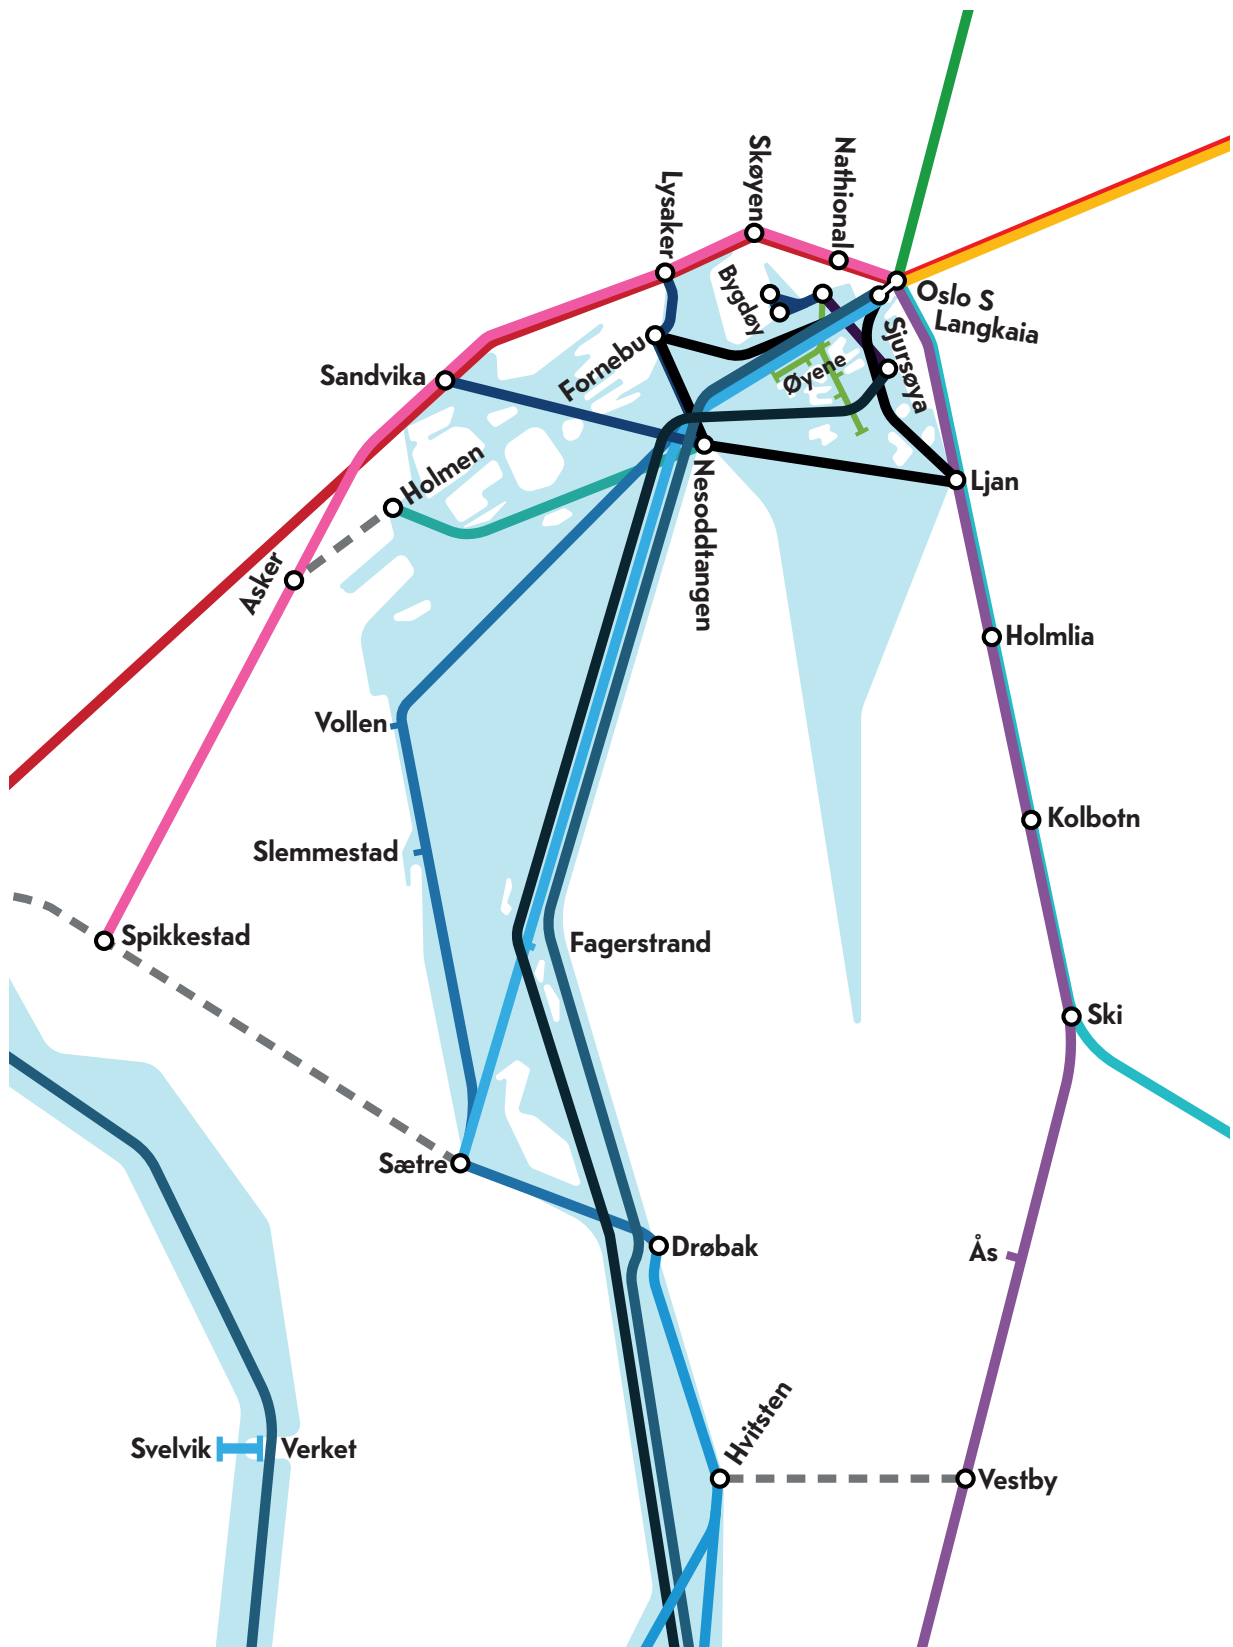 Skøyen
Nathional
Lysaker
Bygdøy
Oslo S
Langkaia
Sjursøya
Fornebu
Øyene
Sandvika
Holmen
Nesoddtangen
Ljan
Asker
Holmlia
Vollen
Kolbotn
Slemmestad
Spikkestad
Fagerstrand
Ski
Sætre
Drøbak
Ås
Hvitsten
Svelvik
Verket
Vestby